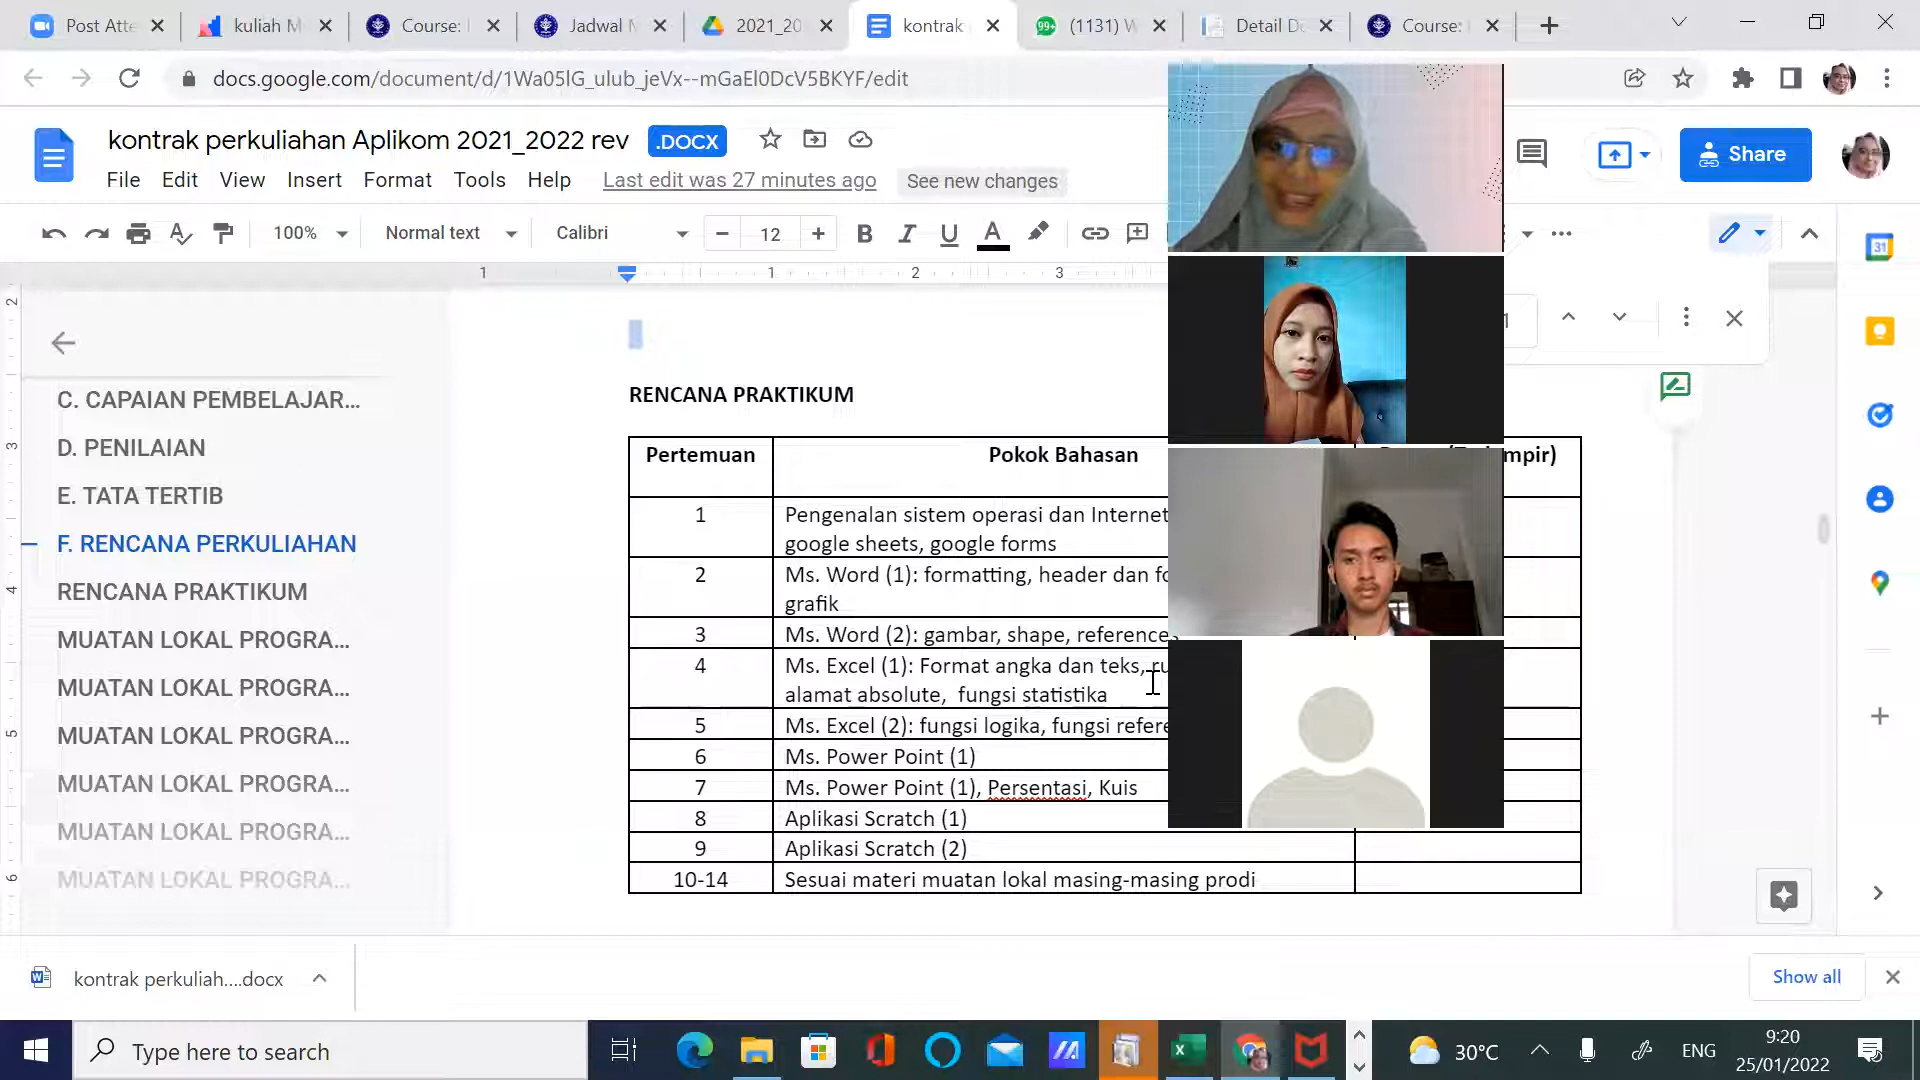 Post Atte
kuliah M
Course: I
Jadwal M
2021_20
kontrak
(1131) W
Detail Do
Course:
docs.google.com/document/d/1Wa05lG_ulub_jeVx--mGaEl0DcV5BKYF/edit
kontrak perkuliahan Aplikom 2021_2022 rev
.DOCX
Share
File Edit View Insert Format Tools Help
Last edit was 27 minutes ago
See new changes
100%
Normal text
Calibri
12
B I U A
C. CAPAIAN PEMBELAJAR...
D. PENILAIAN
E. TATA TERTIB
F. RENCANA PERKULIAHAN
RENCANA PRAKTIKUM
MUATAN LOKAL PROGRA...
MUATAN LOKAL PROGRA...
MUATAN LOKAL PROGRA...
MUATAN LOKAL PROGRA...
MUATAN LOKAL PROGRA...
MUATAN LOKAL PROGRA...
RENCANA PRAKTIKUM
Pertemuan Pokok Bahasan mpir)
1 Pengenalan sistem operasi dan Internet
google sheets, google forms
2 Ms. Word (1): formatting, header dan fo
grafik
3 Ms. Word (2): gambar, shape, references
4 Ms. Excel (1): Format angka dan teks, ru
alamat absolute, fungsi statistika
5 Ms. Excel (2): fungsi logika, fungsi refere
6 Ms. Power Point (1)
7 Ms. Power Point (1), Persentasi, Kuis
8 Aplikasi Scratch (1)
9 Aplikasi Scratch (2)
10-14 Sesuai materi muatan lokal masing-masing prodi
kontrak perkuliah....docx
Show all
Type here to search
30°C
ENG
9:20
25/01/2022